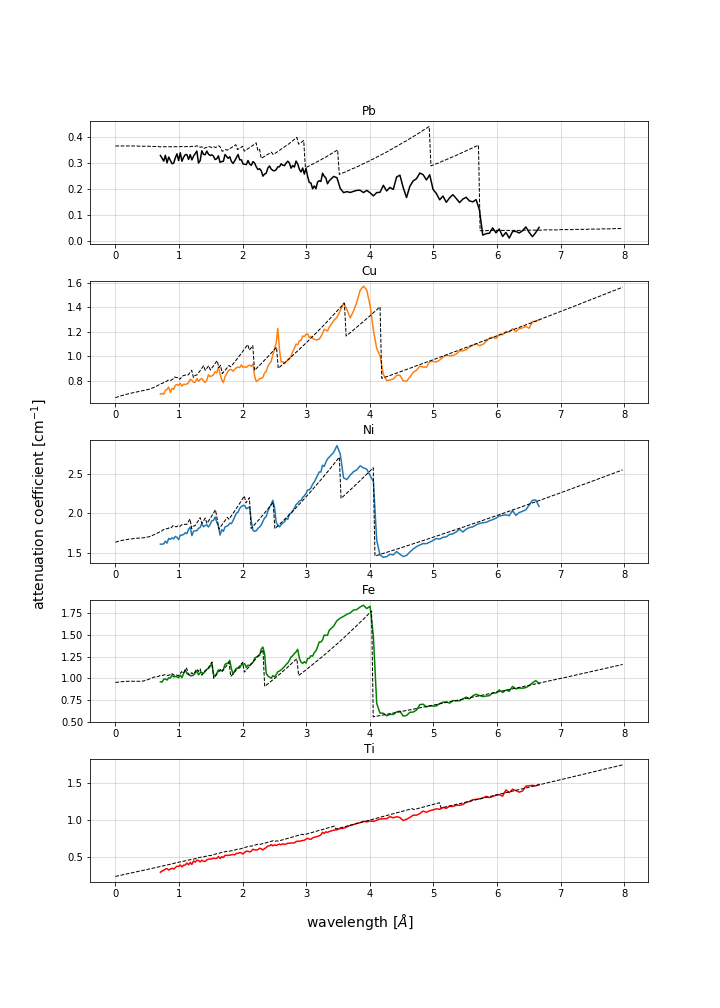 Pb
0.4
0.3
0.2
0.1
0.0
0 1 2 3 4 5 6 7 8
Cu
1.6
1.4
1.2
1.0
0.8
0 1 2 3 4 5 6 7 8
Ni
2.5
2.0
1.5
0 1 2 3 4 5 6 7 8
attenuation coefficient [cm⁻¹]
Fe
1.75
1.50
1.25
1.00
0.75
0.50
0 1 2 3 4 5 6 7 8
Ti
1.5
1.0
0.5
0 1 2 3 4 5 6 7 8
wavelength [Å]